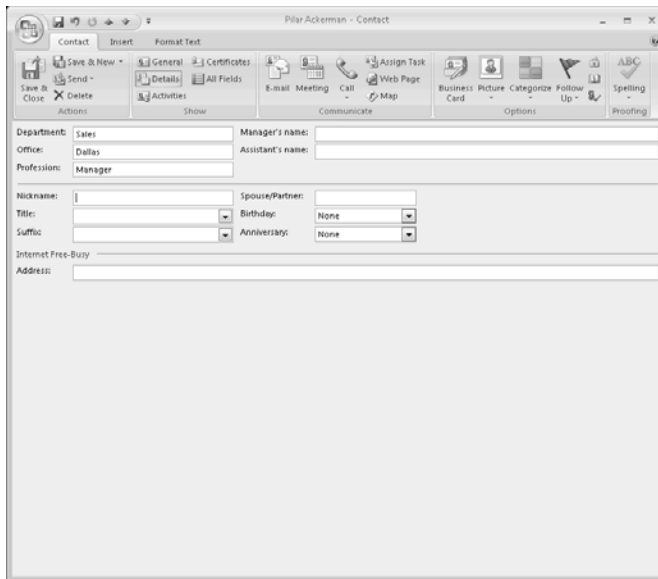 Pilar Ackerman - Contact
Contact Insert Format Text
Save & Close
Save & New
Send
Delete
Actions
General
Details
Activities
Certificates
All Fields
Show
E-mail
Meeting
Call
Assign Task
Web Page
Map
Communicate
Business Card
Picture
Categorize
Follow Up
Options
ABC
Spelling
Proofing
Department: Sales Manager's name:
Office: Dallas Assistant's name:
Profession: Manager
Nickname: Spouse/Partner:
Title: Birthday: None
Suffix: Anniversary: None
Internet Free-Busy
Address: